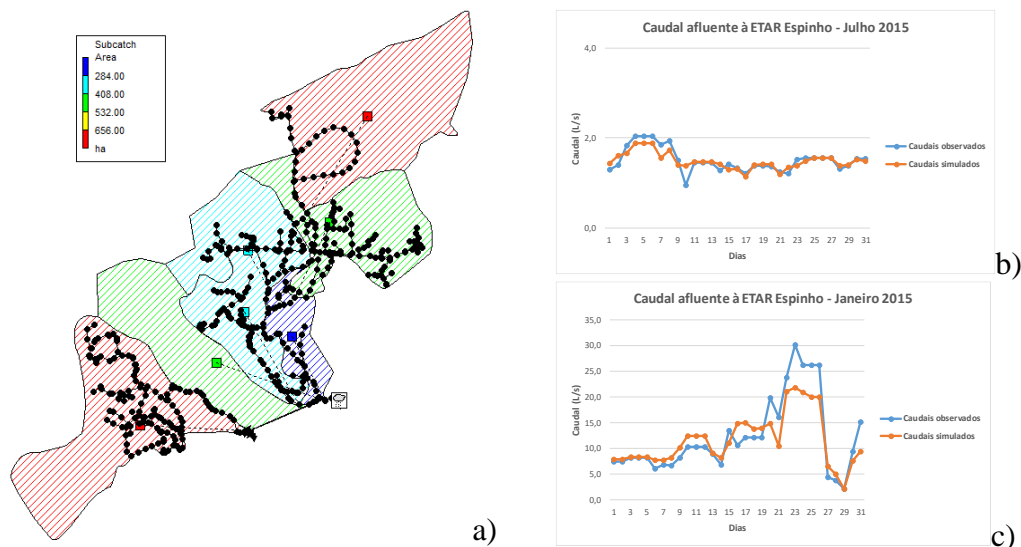 Subcatch
Area
284.00
408.00
532.00
656.00
ha
a)
Caudal afluente à ETAR Espinho - Julho 2015
Caudal (L/s)
4,0
2,0
0,0
1 3 5 7 9 11 13 15 17 19 21 23 25 27 29 31
Dias
Caudais observados
Caudais simulados
b)
Caudal afluente à ETAR Espinho - Janeiro 2015
Caudal (L/s)
35,0
30,0
25,0
20,0
15,0
10,0
5,0
0,0
1 3 5 7 9 11 13 15 17 19 21 23 25 27 29 31
Dias
Caudais observados
Caudais simulados
c)